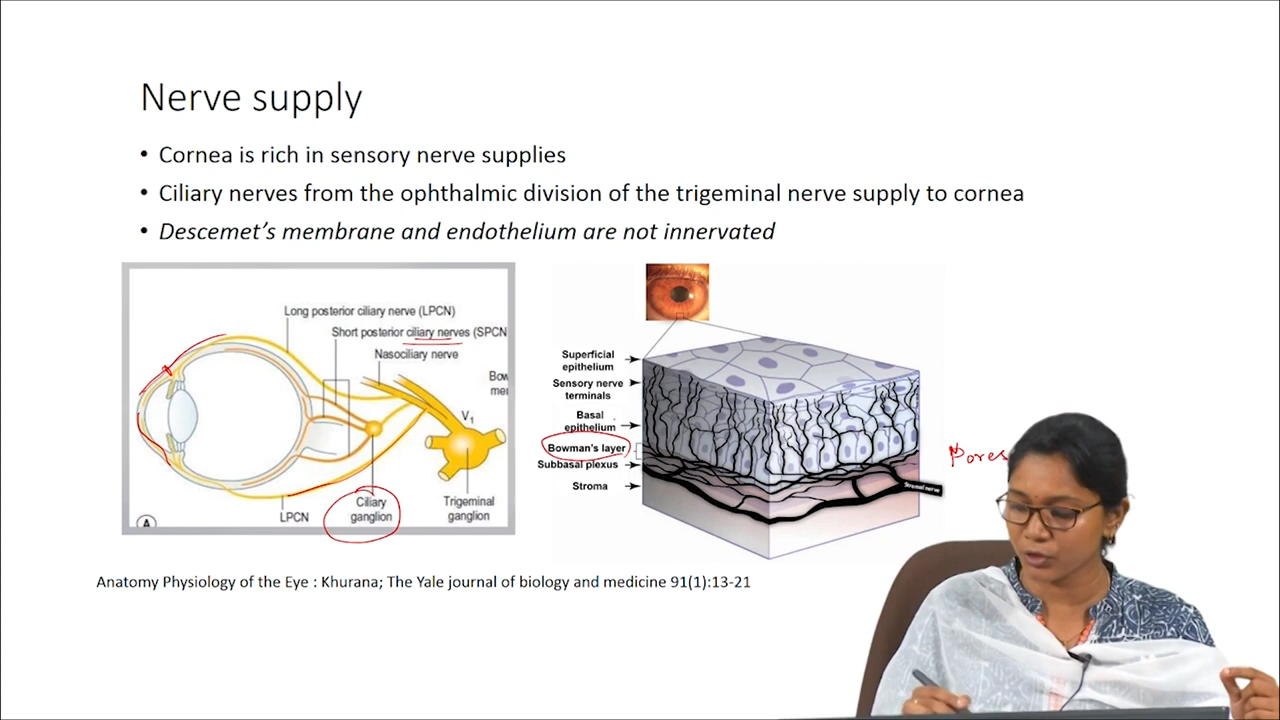 Nerve supply
• Cornea is rich in sensory nerve supplies
• Ciliary nerves from the ophthalmic division of the trigeminal nerve supply to cornea
• Descemet’s membrane and endothelium are not innervated
Long posterior ciliary nerve (LPCN)
Short posterior ciliary nerves (SPCN
Nasociliary nerve
Bow
me
V1
LPCN
Ciliary
ganglion
Trigeminal
ganglion
A
Superficial
epithelium
Sensory nerve
terminals
Basal
epithelium
Bowman's layer
Subbasal plexus
Stroma
Stromal nerve
Pores
Anatomy Physiology of the Eye : Khurana; The Yale journal of biology and medicine 91(1):13-21